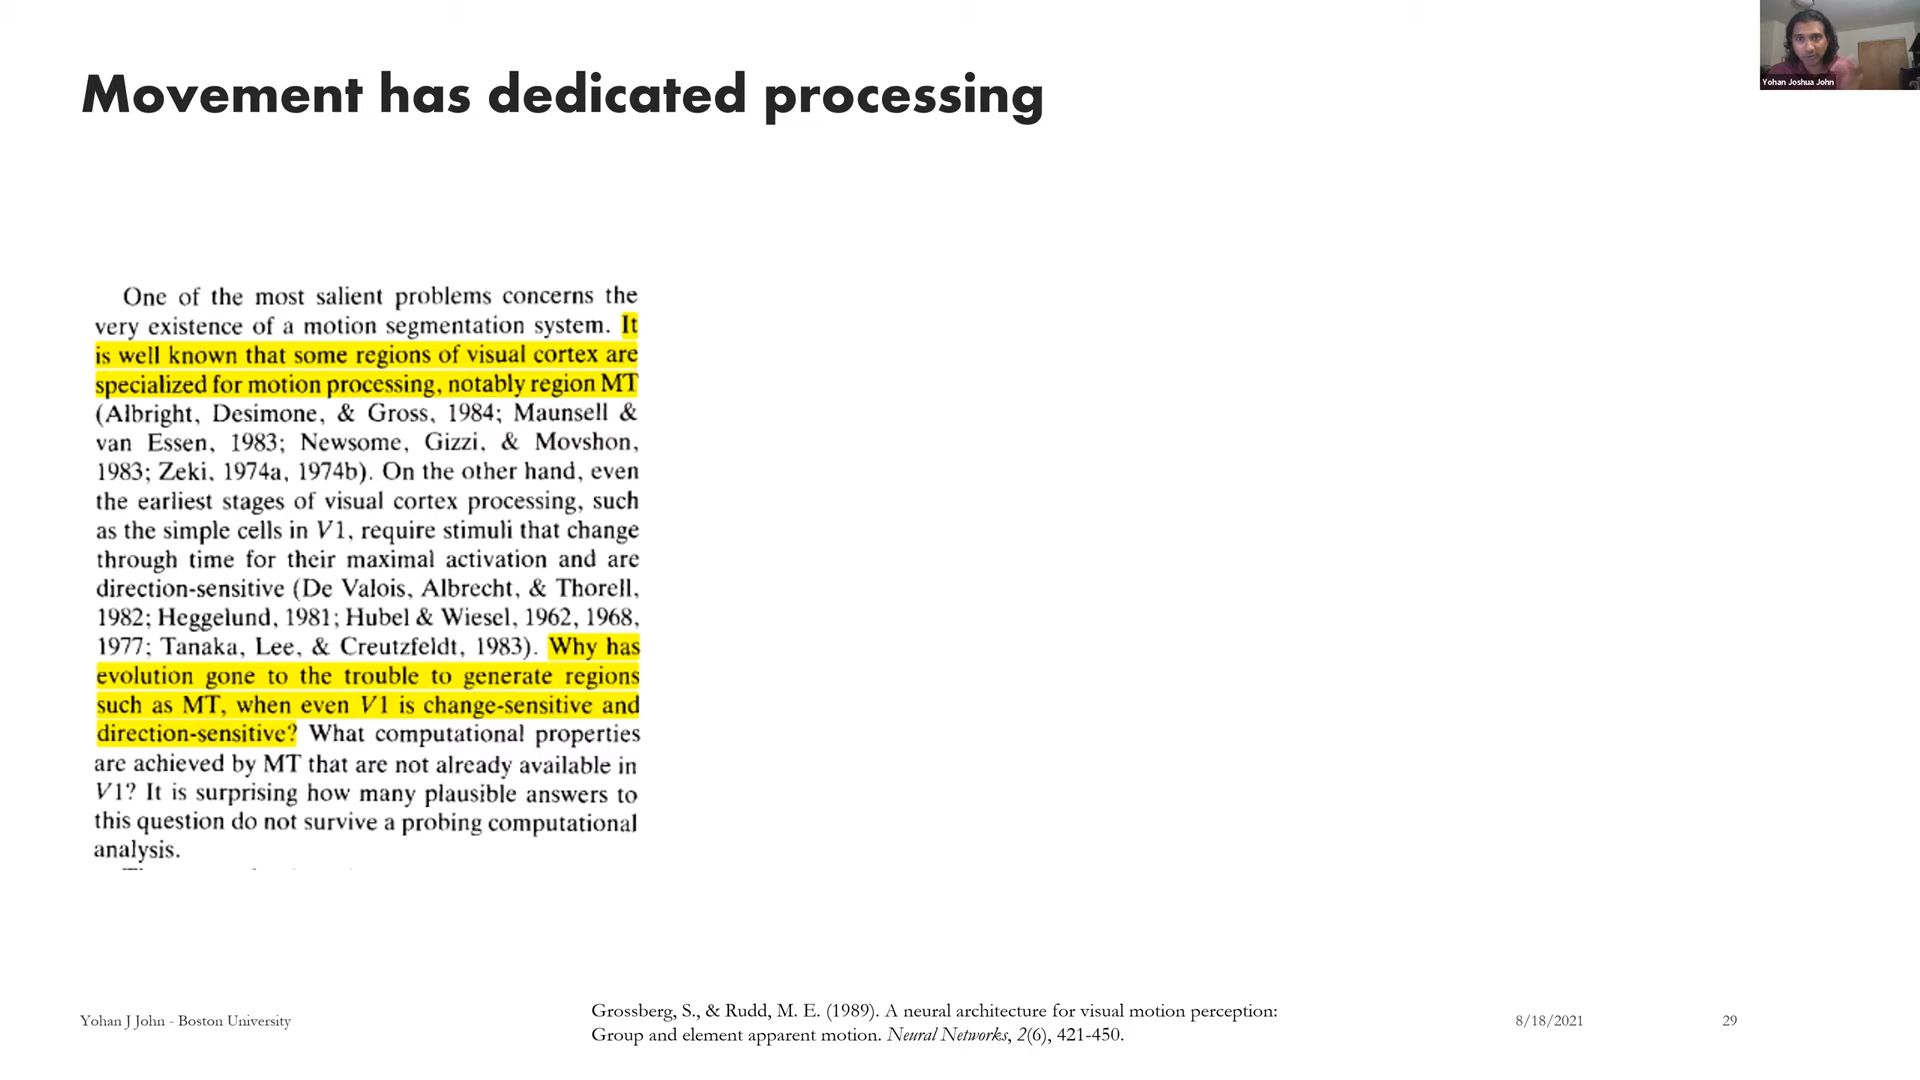 Movement has dedicated processing
Yohan Joshua John
One of the most salient problems concerns the
very existence of a motion segmentation system. It
is well known that some regions of visual cortex are
specialized for motion processing, notably region MT
(Albright, Desimone, & Gross, 1984; Maunsell &
van Essen, 1983; Newsome, Gizzi, & Movshon,
1983; Zeki, 1974a, 1974b). On the other hand, even
the earliest stages of visual cortex processing, such
as the simple cells in V1, require stimuli that change
through time for their maximal activation and are
direction-sensitive (De Valois, Albrecht, & Thorell,
1982; Heggelund, 1981; Hubel & Wiesel, 1962, 1968,
1977; Tanaka, Lee, & Creutzfeldt, 1983). Why has
evolution gone to the trouble to generate regions
such as MT, when even V1 is change-sensitive and
direction-sensitive? What computational properties
are achieved by MT that are not already available in
V1? It is surprising how many plausible answers to
this question do not survive a probing computational
analysis.
Yohan J John - Boston University
Grossberg, S., & Rudd, M. E. (1989). A neural architecture for visual motion perception:
Group and element apparent motion. Neural Networks, 2(6), 421-450.
8/18/2021
29